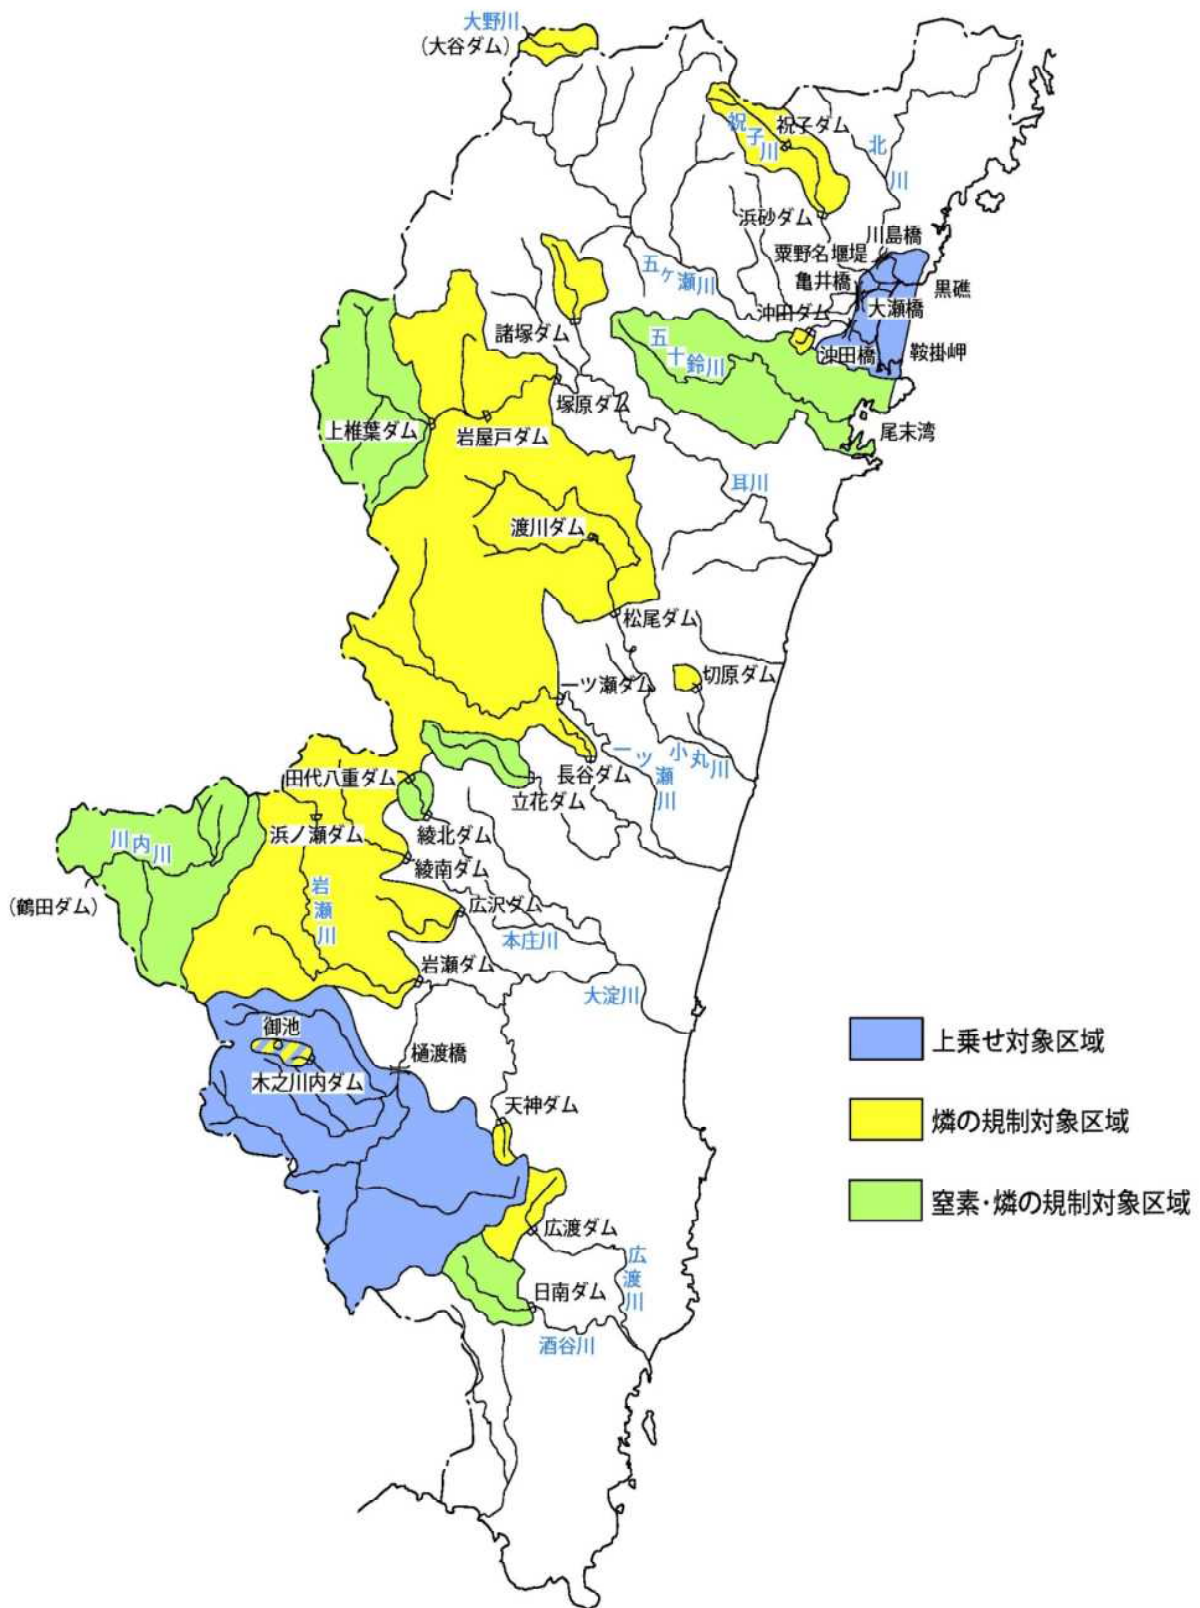 大野川
(大谷ダム)
祝子川
祝子ダム
北川
浜砂ダム
川島橋
粟野名堰堤
五ヶ瀬川
亀井橋
黒礁
大瀬橋
沖田ダム
諸塚ダム
五十鈴川
沖田橋
鞍掛岬
塚原ダム
上椎葉ダム
岩屋戸ダム
尾末湾
耳川
渡川ダム
松尾ダム
一ツ瀬ダム
切原ダム
一ツ瀬川
小丸川
長谷ダム
田代八重ダム
立花ダム
浜ノ瀬ダム
綾北ダム
川内川
綾南ダム
(鶴田ダム)
岩瀬川
広沢ダム
本庄川
岩瀬ダム
大淀川
御池
樋渡橋
木之川内ダム
天神ダム
広渡ダム
広渡川
日南ダム
酒谷川
上乗せ対象区域
燐の規制対象区域
窒素・燐の規制対象区域